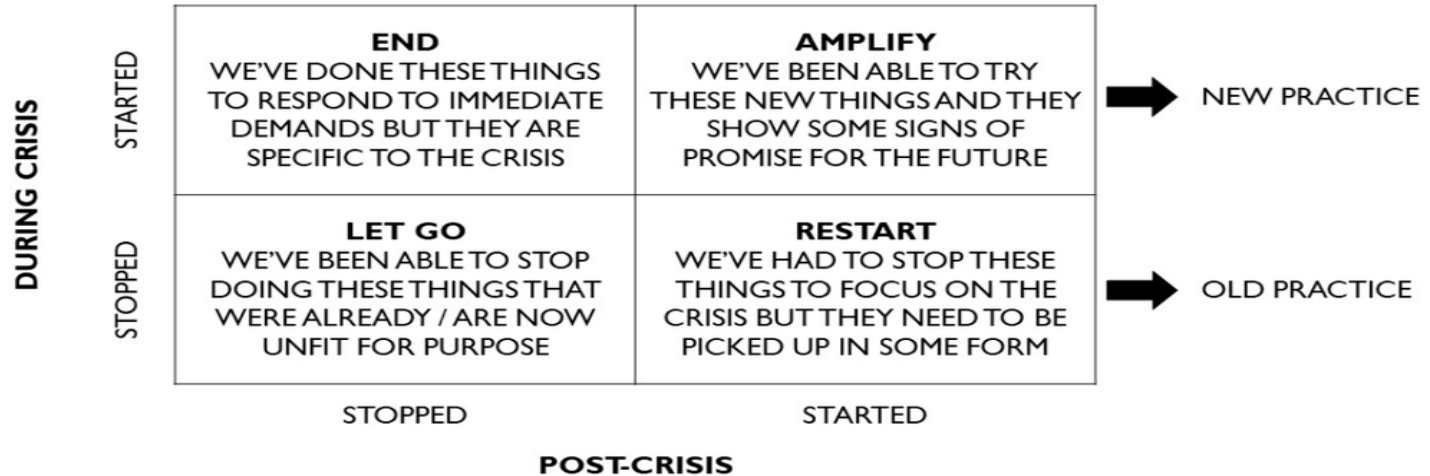 DURING CRISIS
STARTED
END
WE'VE DONE THESE THINGS
TO RESPOND TO IMMEDIATE
DEMANDS BUT THEY ARE
SPECIFIC TO THE CRISIS
AMPLIFY
WE'VE BEEN ABLE TO TRY
THESE NEW THINGS AND THEY
SHOW SOME SIGNS OF
PROMISE FOR THE FUTURE
NEW PRACTICE
STOPPED
LET GO
WE'VE BEEN ABLE TO STOP
DOING THESE THINGS THAT
WERE ALREADY / ARE NOW
UNFIT FOR PURPOSE
RESTART
WE'VE HAD TO STOP THESE
THINGS TO FOCUS ON THE
CRISIS BUT THEY NEED TO BE
PICKED UP IN SOME FORM
OLD PRACTICE
STOPPED
STARTED
POST-CRISIS